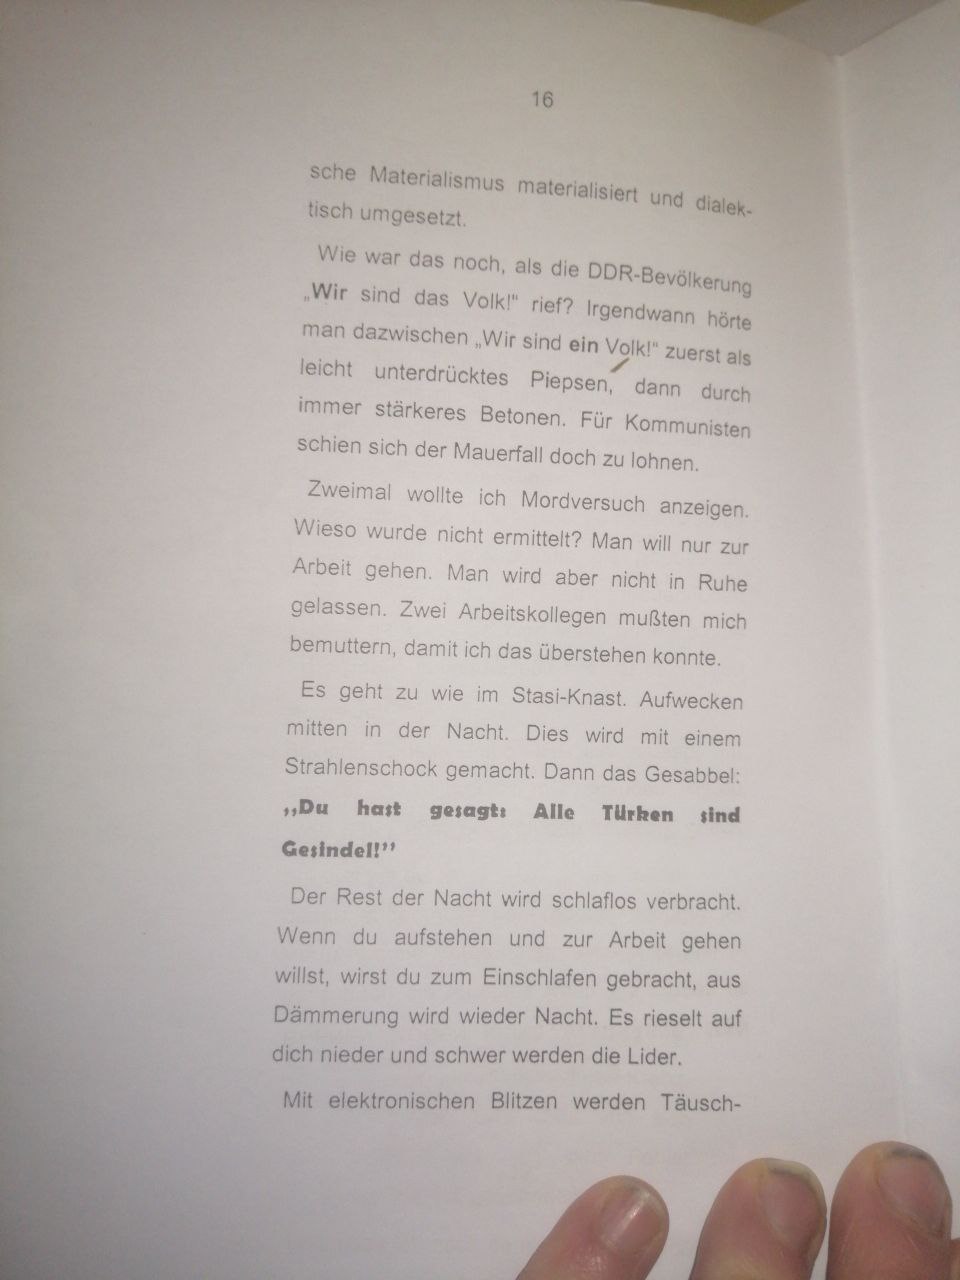 16
sche Materialismus materialisiert und dialek-
tisch umgesetzt.
Wie war das noch, als die DDR-Bevölkerung
„Wir sind das Volk!“ rief? Irgendwann hörte
man dazwischen „Wir sind ein Volk!“ zuerst als
leicht unterdrücktes Piepsen, dann durch
immer stärkeres Betonen. Für Kommunisten
schien sich der Mauerfall doch zu lohnen.
Zweimal wollte ich Mordversuch anzeigen.
Wieso wurde nicht ermittelt? Man will nur zur
Arbeit gehen. Man wird aber nicht in Ruhe
gelassen. Zwei Arbeitskollegen mußten mich
bemuttern, damit ich das überstehen konnte.
Es geht zu wie im Stasi-Knast. Aufwecken
mitten in der Nacht. Dies wird mit einem
Strahlenschock gemacht. Dann das Gesabbel:
,,Du hast gesagt: Alle Türken sind
Gesindel!”
Der Rest der Nacht wird schlaflos verbracht.
Wenn du aufstehen und zur Arbeit gehen
willst, wirst du zum Einschlafen gebracht, aus
Dämmerung wird wieder Nacht. Es rieselt auf
dich nieder und schwer werden die Lider.
Mit elektronischen Blitzen werden Täusch-